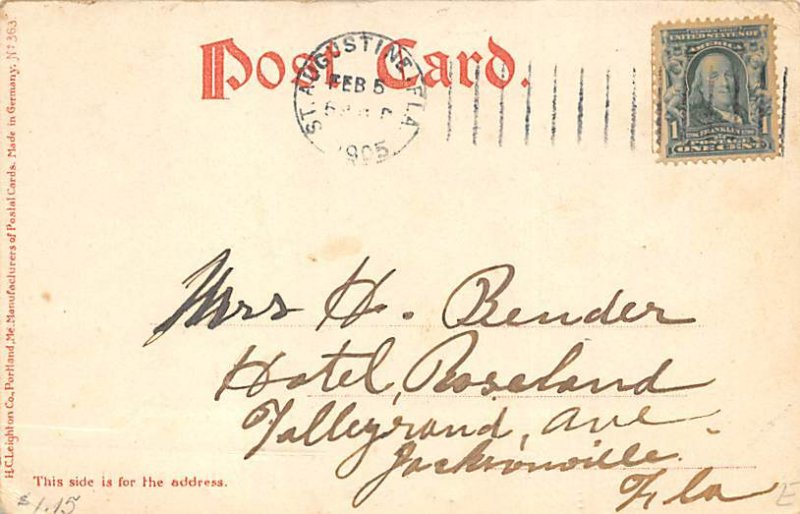 Post Card.
ST. AUGUSTINE, FLA.
FEB 5
1905
UNITED STATES OF
AMERICA
1
FRANKLIN
ONE CENT
Mrs H. Bender
Hotel, Roseland
Talleyrand, Ave.
Jacksonville
Fla
H.C. Leighton Co., Portland, Me. Manufacturers of Postal Cards. Made in Germany. No 363
This side is for the address.
$1.15
E